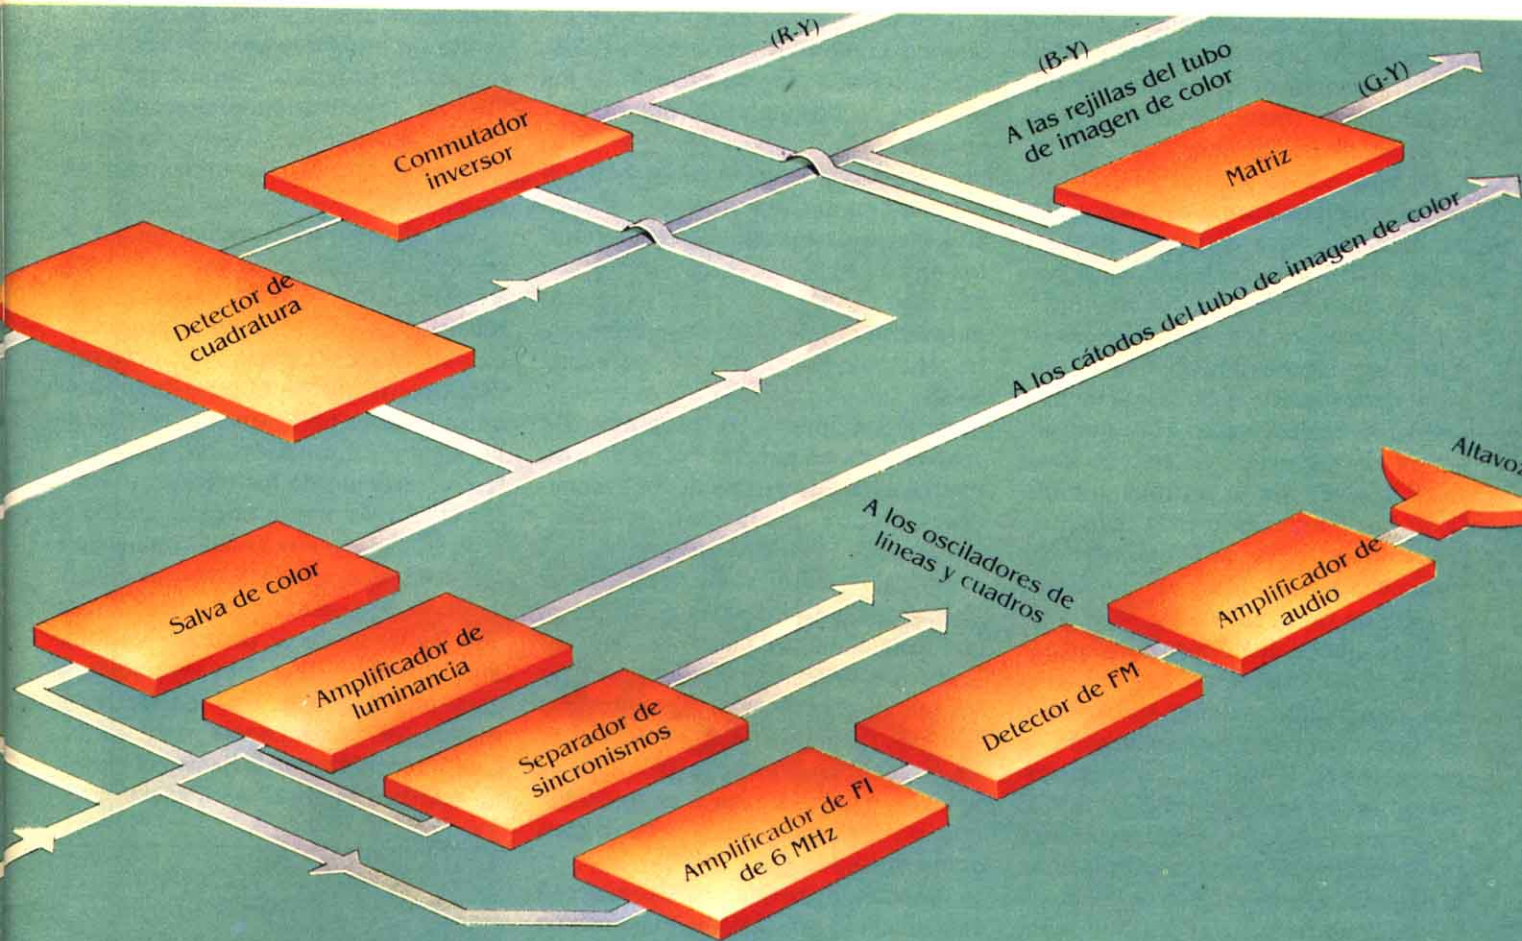 (R-Y)
(B-Y)
(G-Y)
A las rejillas del tubo
de imagen de color
Conmutador
inversor
Matriz
Detector de
cuadratura
A los cátodos del tubo de imagen de color
Altavoz
A los osciladores de
líneas y cuadros
Amplificador de
audio
Salva de color
Amplificador de
luminancia
Detector de FM
Separador de
sincronismos
Amplificador de FI
de 6 MHz